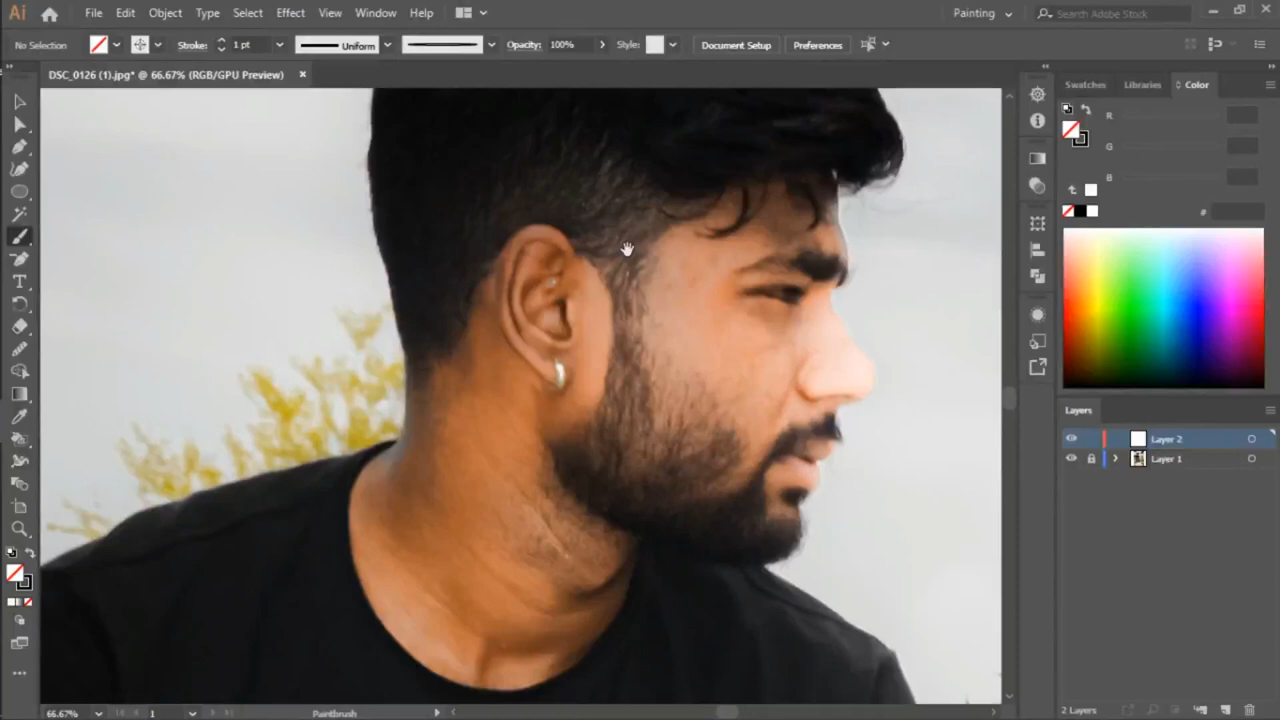 Ai File Edit Object Type Select Effect View Window Help Painting Search Adobe Stock
No Selection Stroke: 1 pt Uniform Opacity: 100% Style: Document Setup Preferences
DSC_0126 (1).jpg* @ 66.67% (RGB/GPU Preview)
Swatches Libraries Color
R
G
B
#
Layers
Layer 2
Layer 1
66.67% 1 Paintbrush 2 Layers